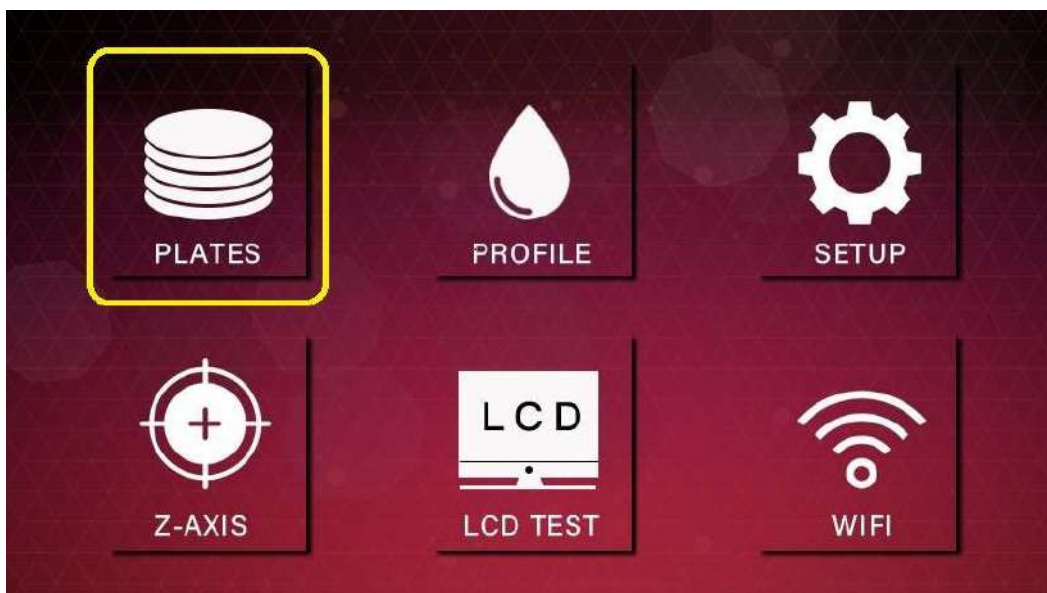 PLATES
PROFILE
SETUP
Z-AXIS
LCD
LCD TEST
WIFI